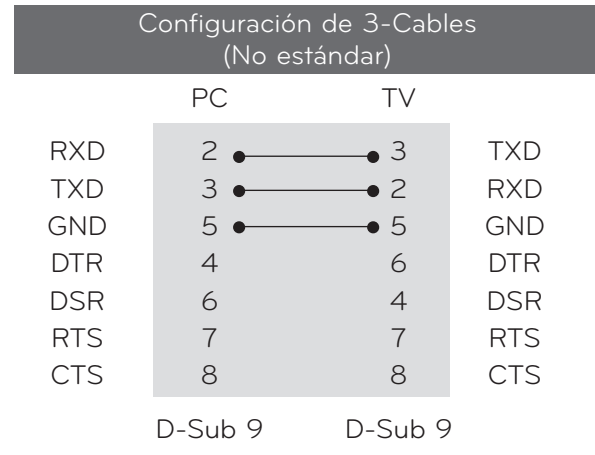 Configuración de 3-Cables
(No estándar)
PC TV
RXD 2 3 TXD
TXD 3 2 RXD
GND 5 5 GND
DTR 4 6 DTR
DSR 6 4 DSR
RTS 7 7 RTS
CTS 8 8 CTS
D-Sub 9 D-Sub 9